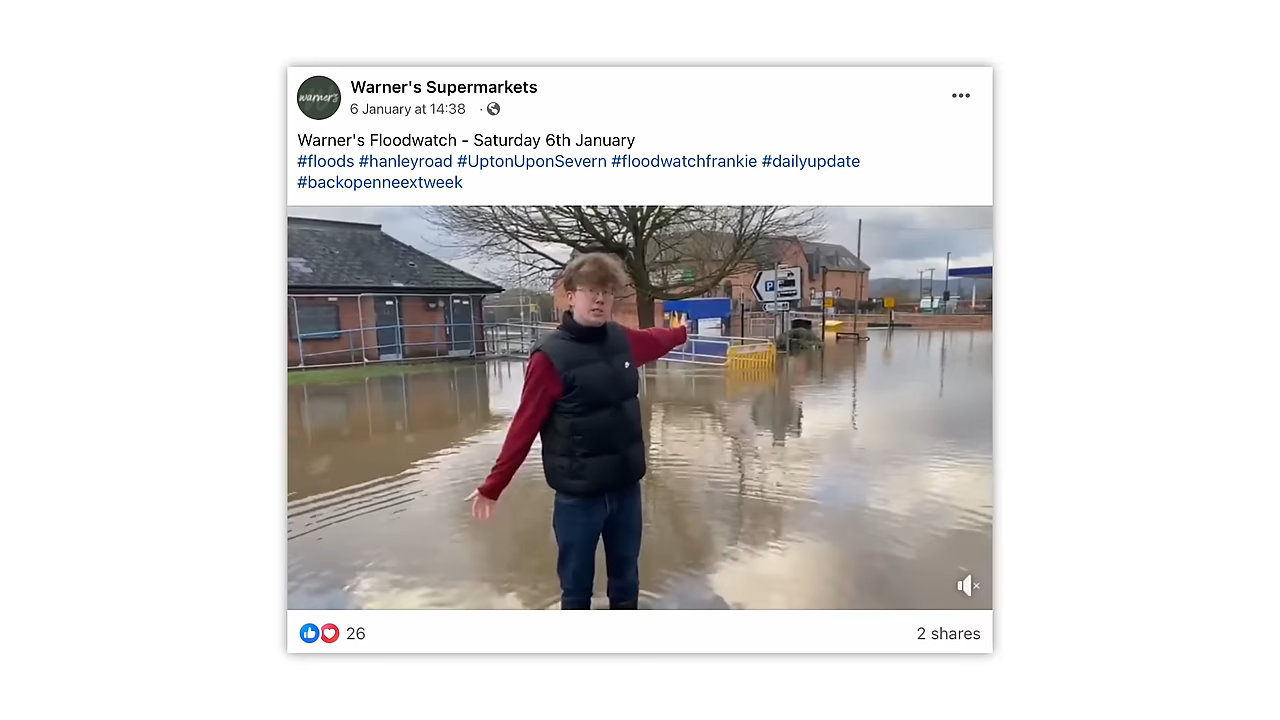 warner's
Warner's Supermarkets
6 January at 14:38 ·
Warner's Floodwatch - Saturday 6th January
#floods #hanleyroad #UptonUponSevern #floodwatchfrankie #dailyupdate
#backopenneextweek
P
26
2 shares